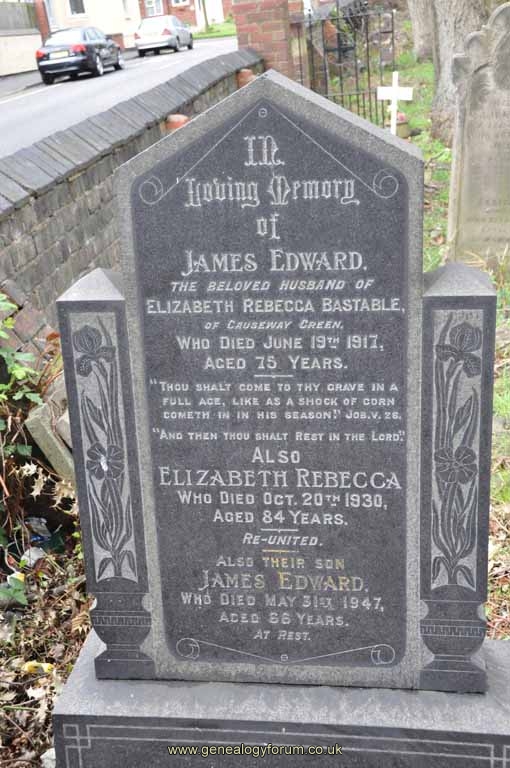 In
Loving Memory
of
JAMES EDWARD,
THE BELOVED HUSBAND OF
ELIZABETH REBECCA BASTABLE,
OF CAUSEWAY GREEN,
WHO DIED JUNE 19TH 1917,
AGED 75 YEARS.
"THOU SHALT COME TO THY GRAVE IN A
FULL AGE, LIKE AS A SHOCK OF CORN
COMETH IN IN HIS SEASON." JOB. V. 26.
"AND THEN THOU SHALT REST IN THE LORD."
ALSO
ELIZABETH REBECCA
WHO DIED OCT. 20TH 1930,
AGED 84 YEARS.
RE-UNITED.
ALSO THEIR SON
JAMES EDWARD,
WHO DIED MAY 31ST 1947,
AGED 66 YEARS.
AT REST.
www.genealogyforum.co.uk